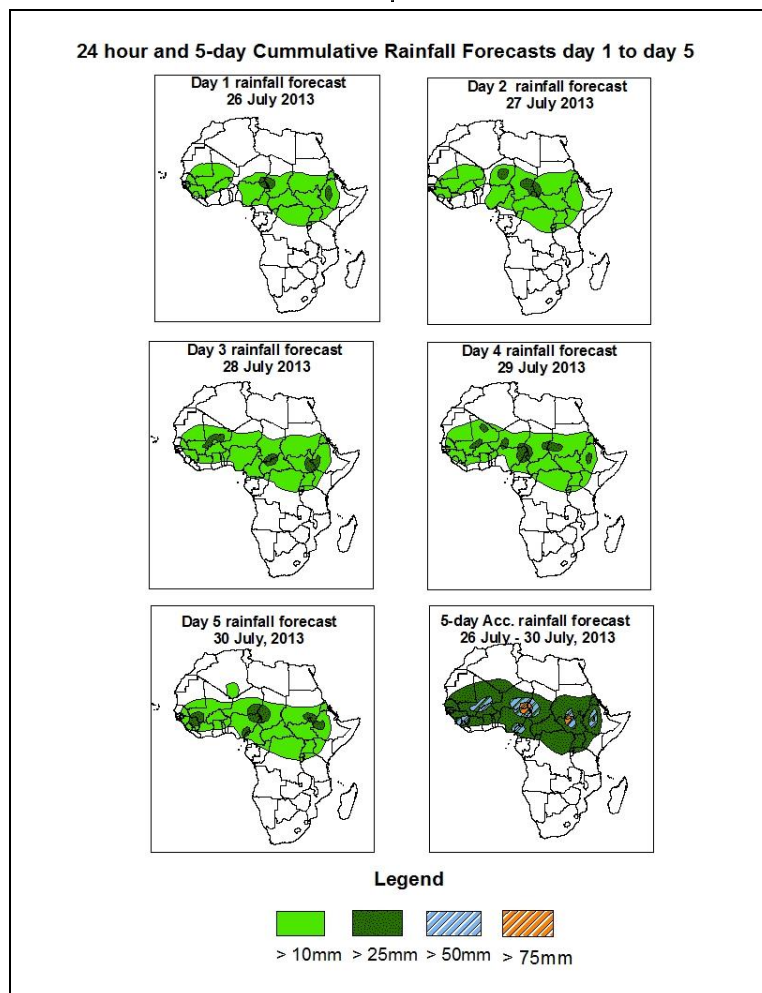 24 hour and 5-day Cummulative Rainfall Forecasts day 1 to day 5
Day 1 rainfall forecast
26 July 2013
Day 2 rainfall forecast
27 July 2013
Day 3 rainfall forecast
28 July 2013
Day 4 rainfall forecast
29 July 2013
Day 5 rainfall forecast
30 July, 2013
5-day Acc. rainfall forecast
26 July - 30 July, 2013
Legend
> 10mm > 25mm > 50mm > 75mm